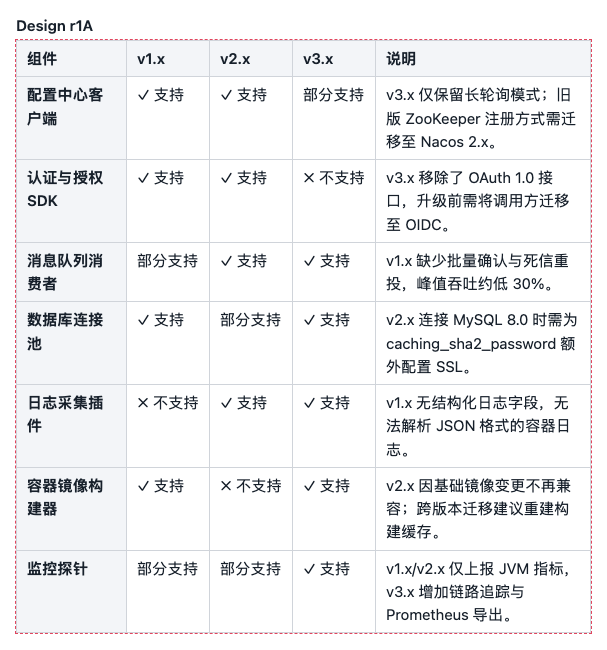 Design r1A
组件 v1.x v2.x v3.x 说明
配置中心客 ✓ 支持 ✓ 支持 部分支持 v3.x 仅保留长轮询模式；旧
户端 版 ZooKeeper 注册方式需迁
移至 Nacos 2.x。
认证与授权 ✓ 支持 ✓ 支持 ✕ 不支持 v3.x 移除了 OAuth 1.0 接
SDK 口，升级前需将调用方迁移
至 OIDC。
消息队列消 部分支持 ✓ 支持 ✓ 支持 v1.x 缺少批量确认与死信重
费者 投，峰值吞吐约低 30%。
数据库连接 ✓ 支持 部分支持 ✓ 支持 v2.x 连接 MySQL 8.0 时需为
池 caching_sha2_password 额
外配置 SSL。
日志采集插 ✕ 不支持 ✓ 支持 ✓ 支持 v1.x 无结构化日志字段，无
件 法解析 JSON 格式的容器日
志。
容器镜像构 ✓ 支持 ✕ 不支持 ✓ 支持 v2.x 因基础镜像变更不再兼
建器 容；跨版本迁移建议重建构
建缓存。
监控探针 部分支持 部分支持 ✓ 支持 v1.x/v2.x 仅上报 JVM 指标，
v3.x 增加链路追踪与
Prometheus 导出。